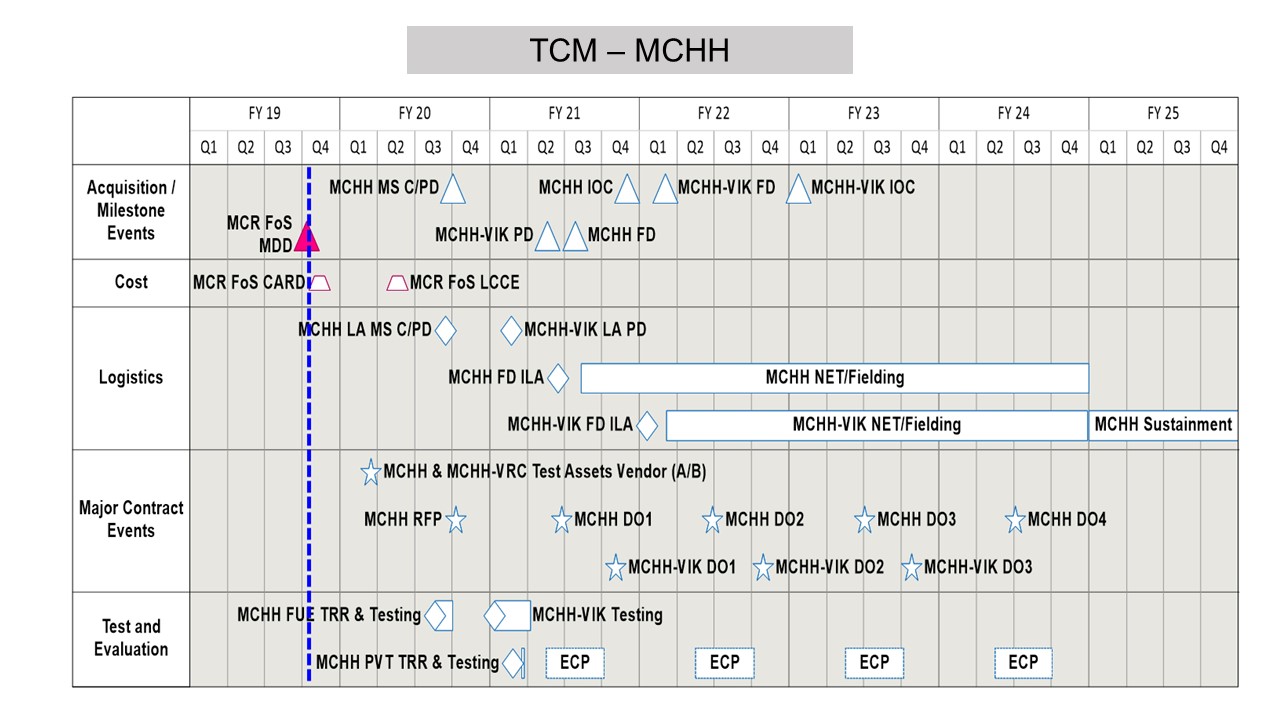 TCM – MCHH
FY 19 FY 20 FY 21 FY 22 FY 23 FY 24 FY 25
Q1 Q2 Q3 Q4 Q1 Q2 Q3 Q4 Q1 Q2 Q3 Q4 Q1 Q2 Q3 Q4 Q1 Q2 Q3 Q4 Q1 Q2 Q3 Q4 Q1 Q2 Q3 Q4
Acquisition /
Milestone
Events
MCHH MS C/PD MCHH IOC MCHH-VIK FD MCHH-VIK IOC
MCR FoS
MDD
MCHH-VIK PD MCHH FD
Cost
MCR FoS CARD MCR FoS LCCE
Logistics
MCHH LA MS C/PD MCHH-VIK LA PD
MCHH FD ILA MCHH NET/Fielding
MCHH-VIK FD ILA MCHH-VIK NET/Fielding MCHH Sustainment
Major Contract
Events
MCHH & MCHH-VRC Test Assets Vendor (A/B)
MCHH RFP MCHH DO1 MCHH DO2 MCHH DO3 MCHH DO4
MCHH-VIK DO1 MCHH-VIK DO2 MCHH-VIK DO3
Test and
Evaluation
MCHH FUE TRR & Testing MCHH-VIK Testing
MCHH PVT TRR & Testing ECP ECP ECP ECP